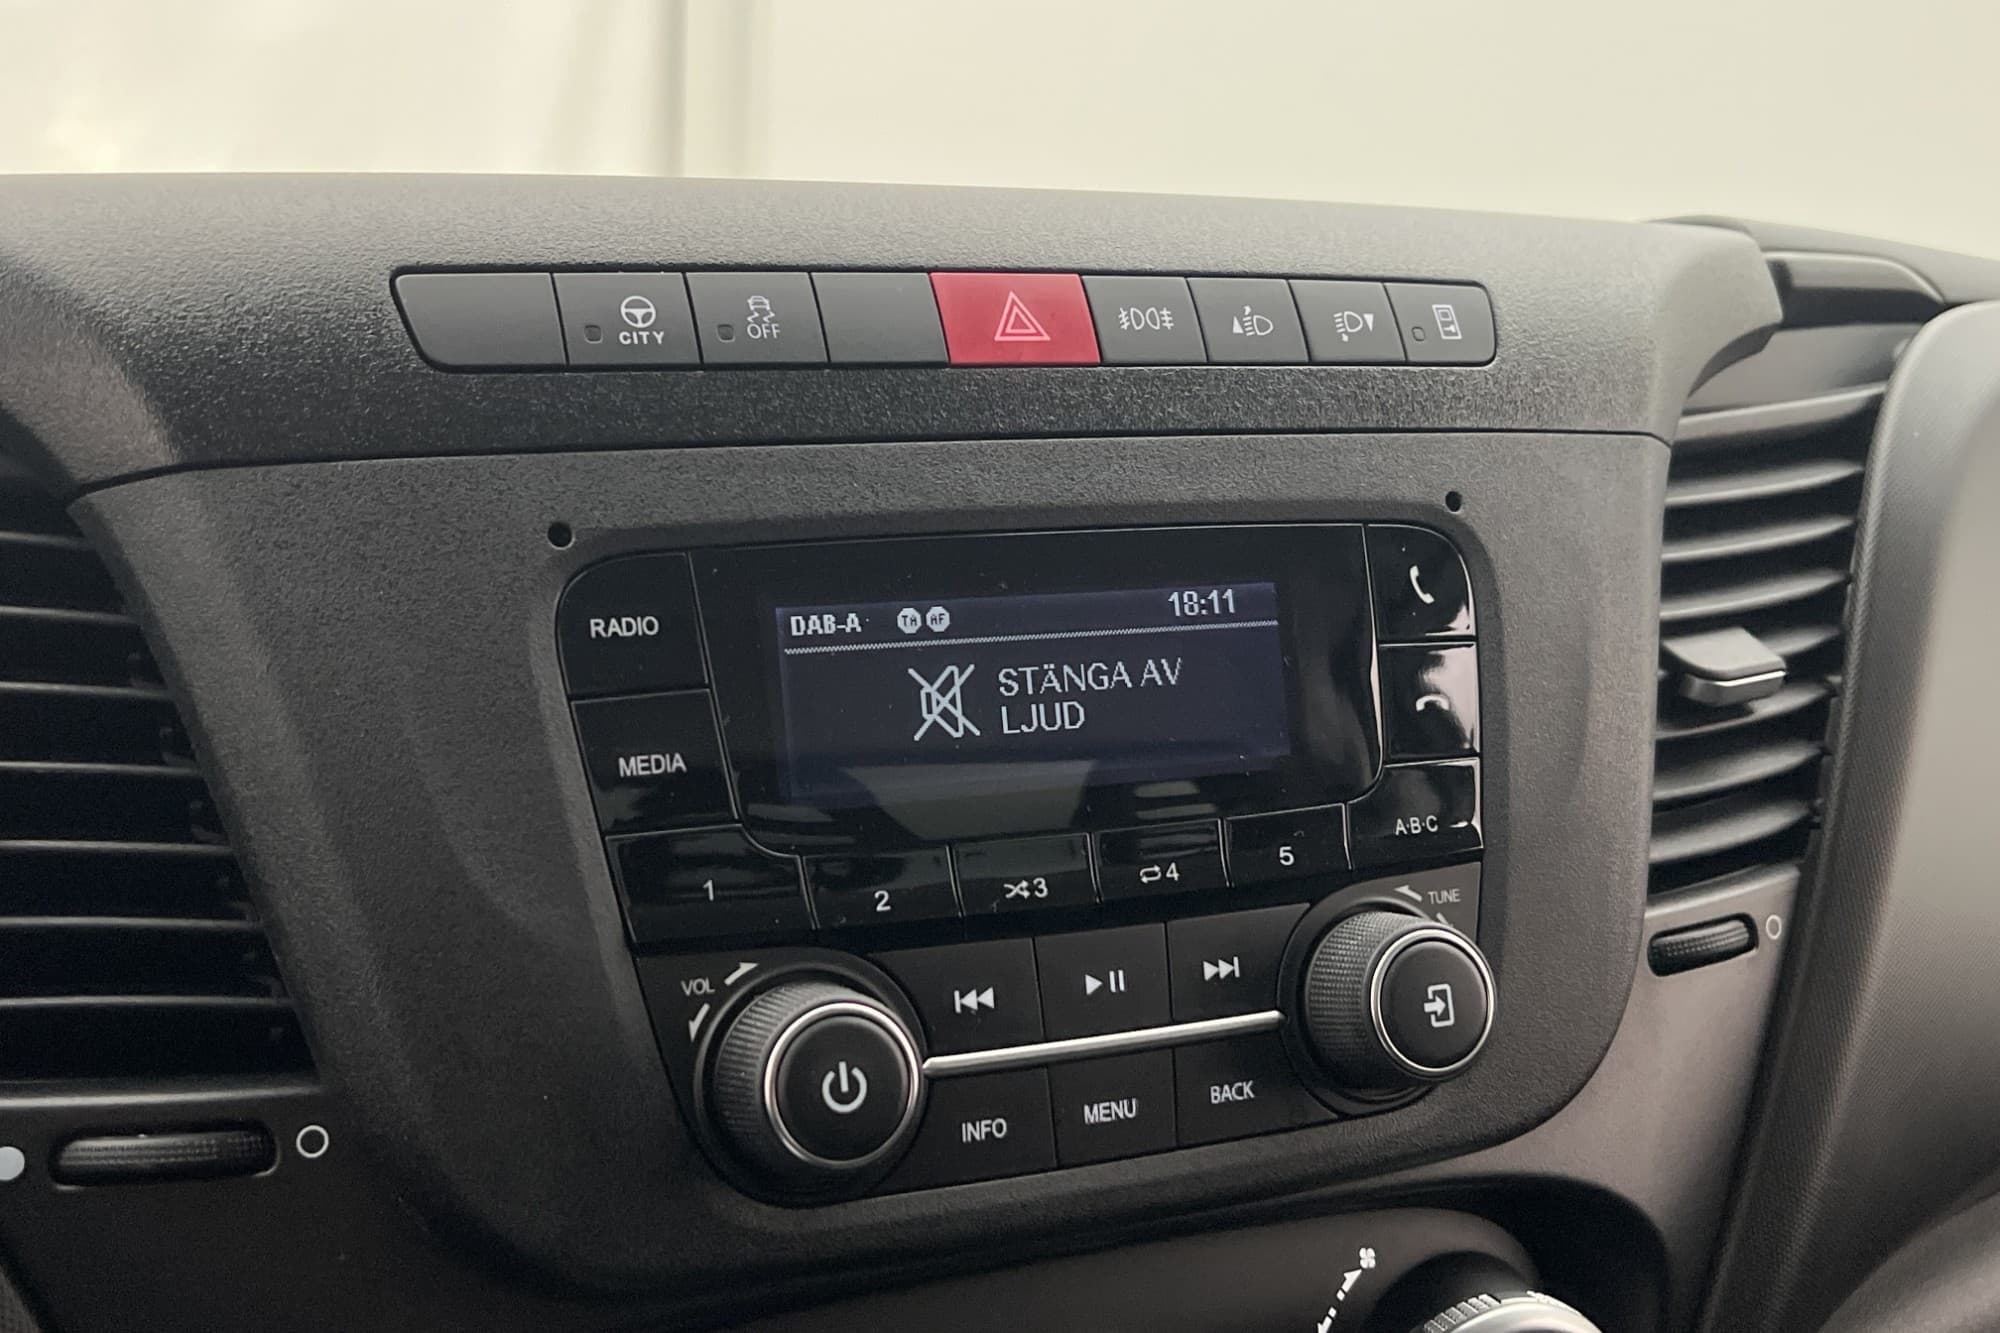 CITY
OFF
RADIO
MEDIA
DAB-A TA AF 18:11
STÄNGA AV
LJUD
1
2
3
4
5
A·B·C
TUNE
VOL
INFO
MENU
BACK